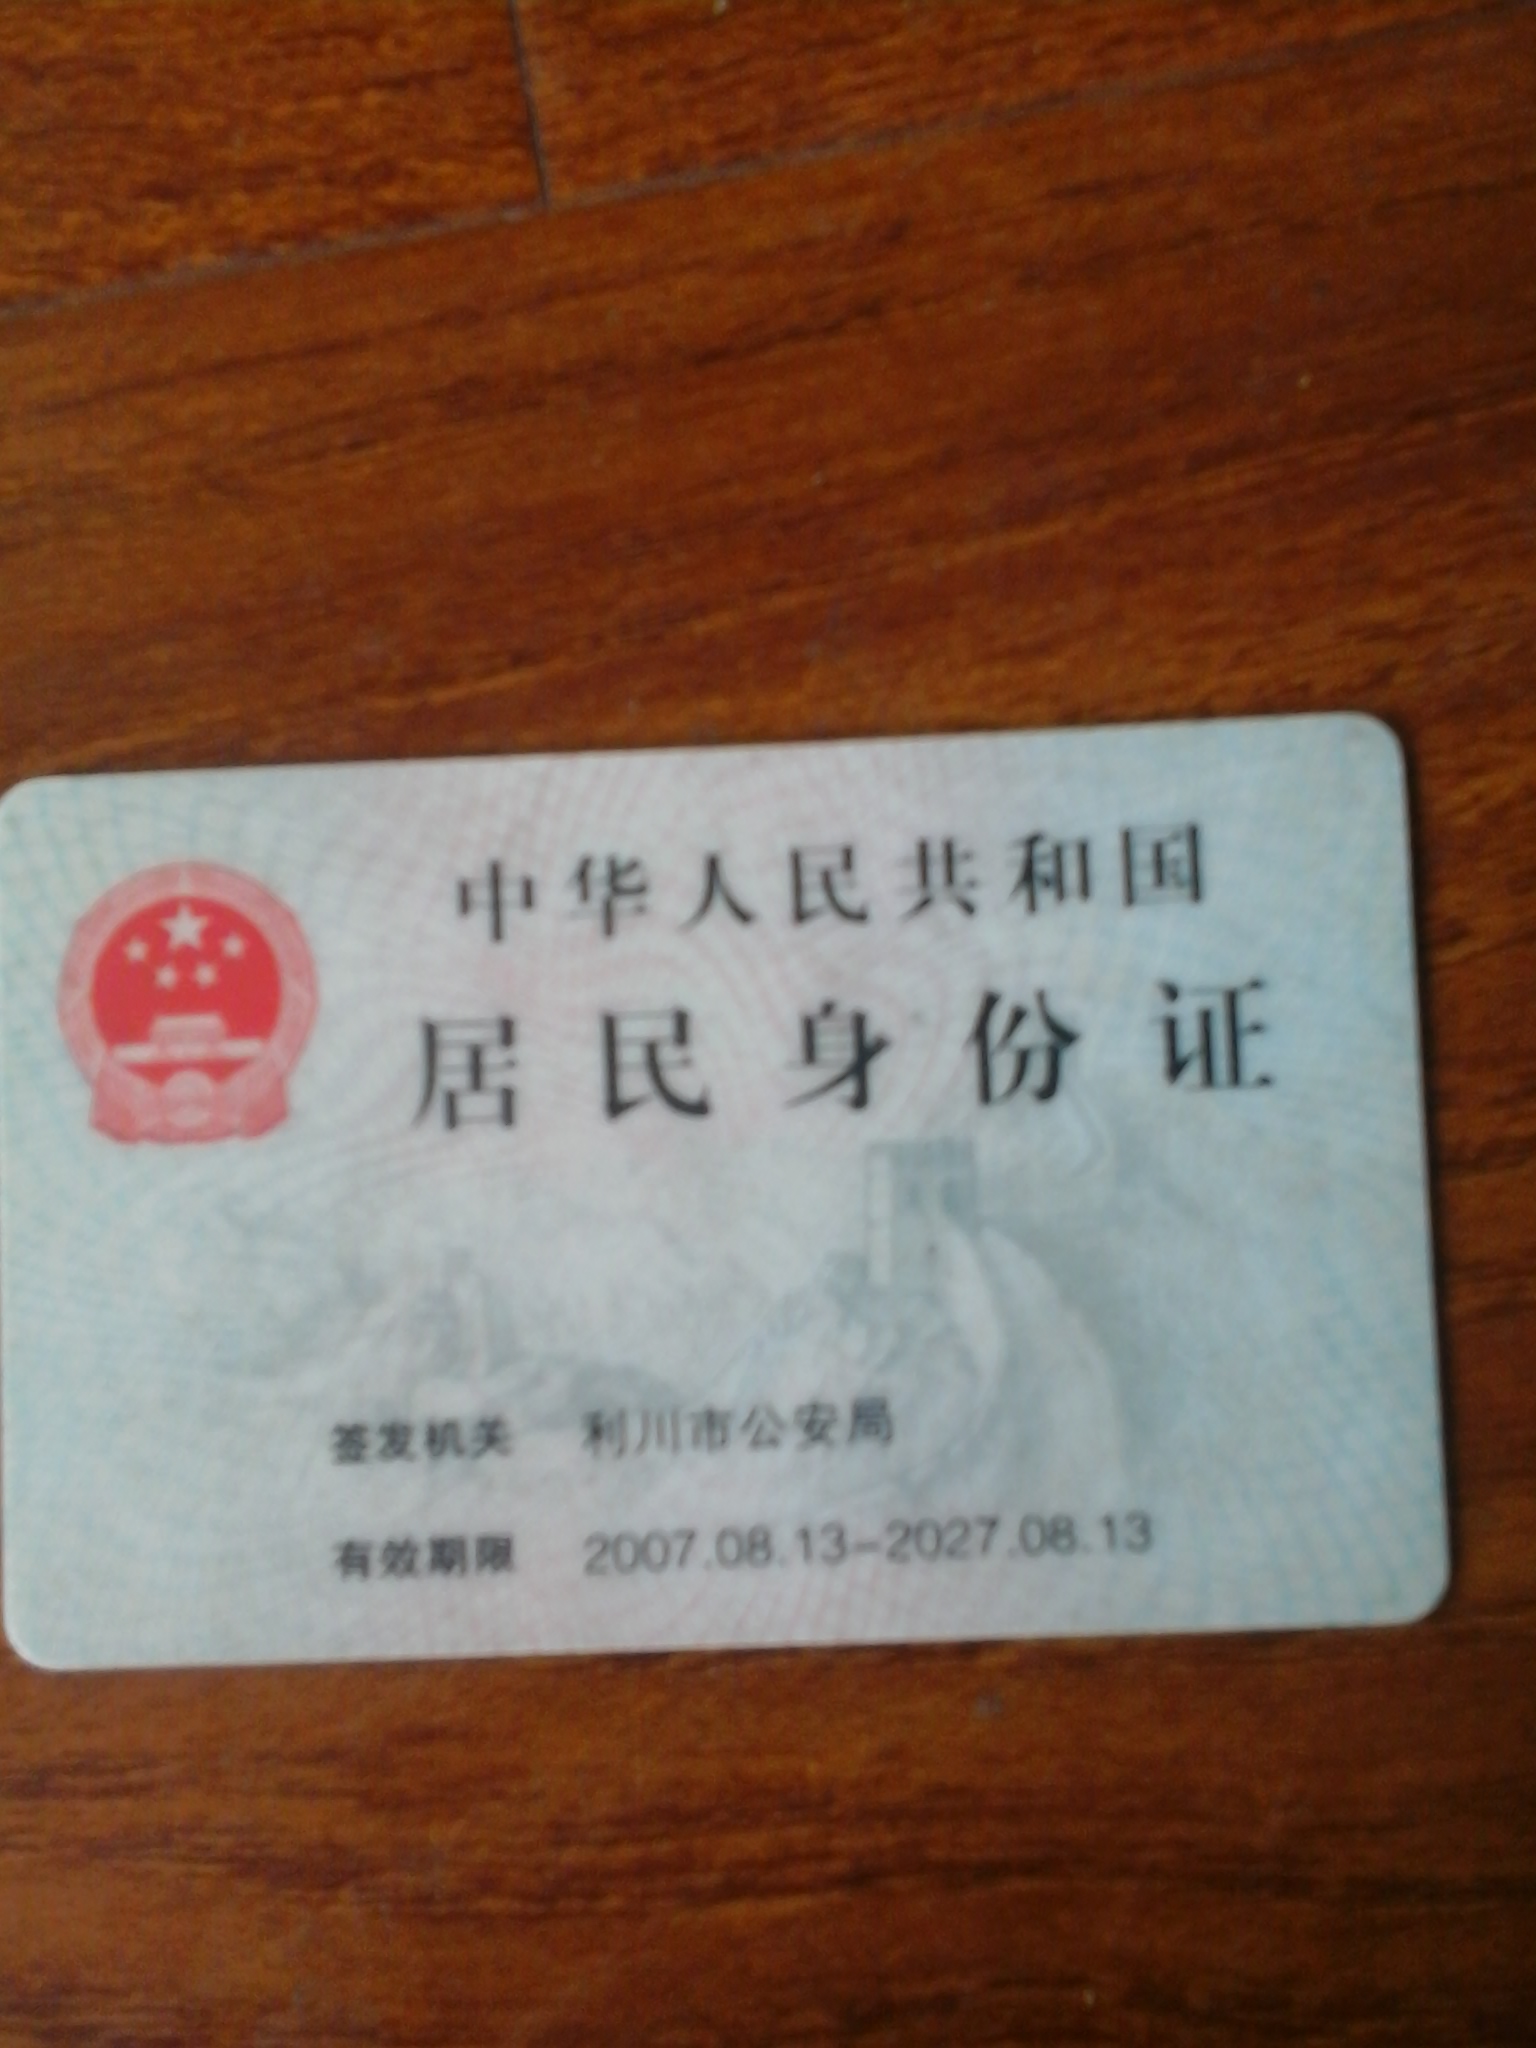 中华人民共和国
居民身份证
签发机关 利川市公安局
有效期限 2007.08.13-2027.08.13